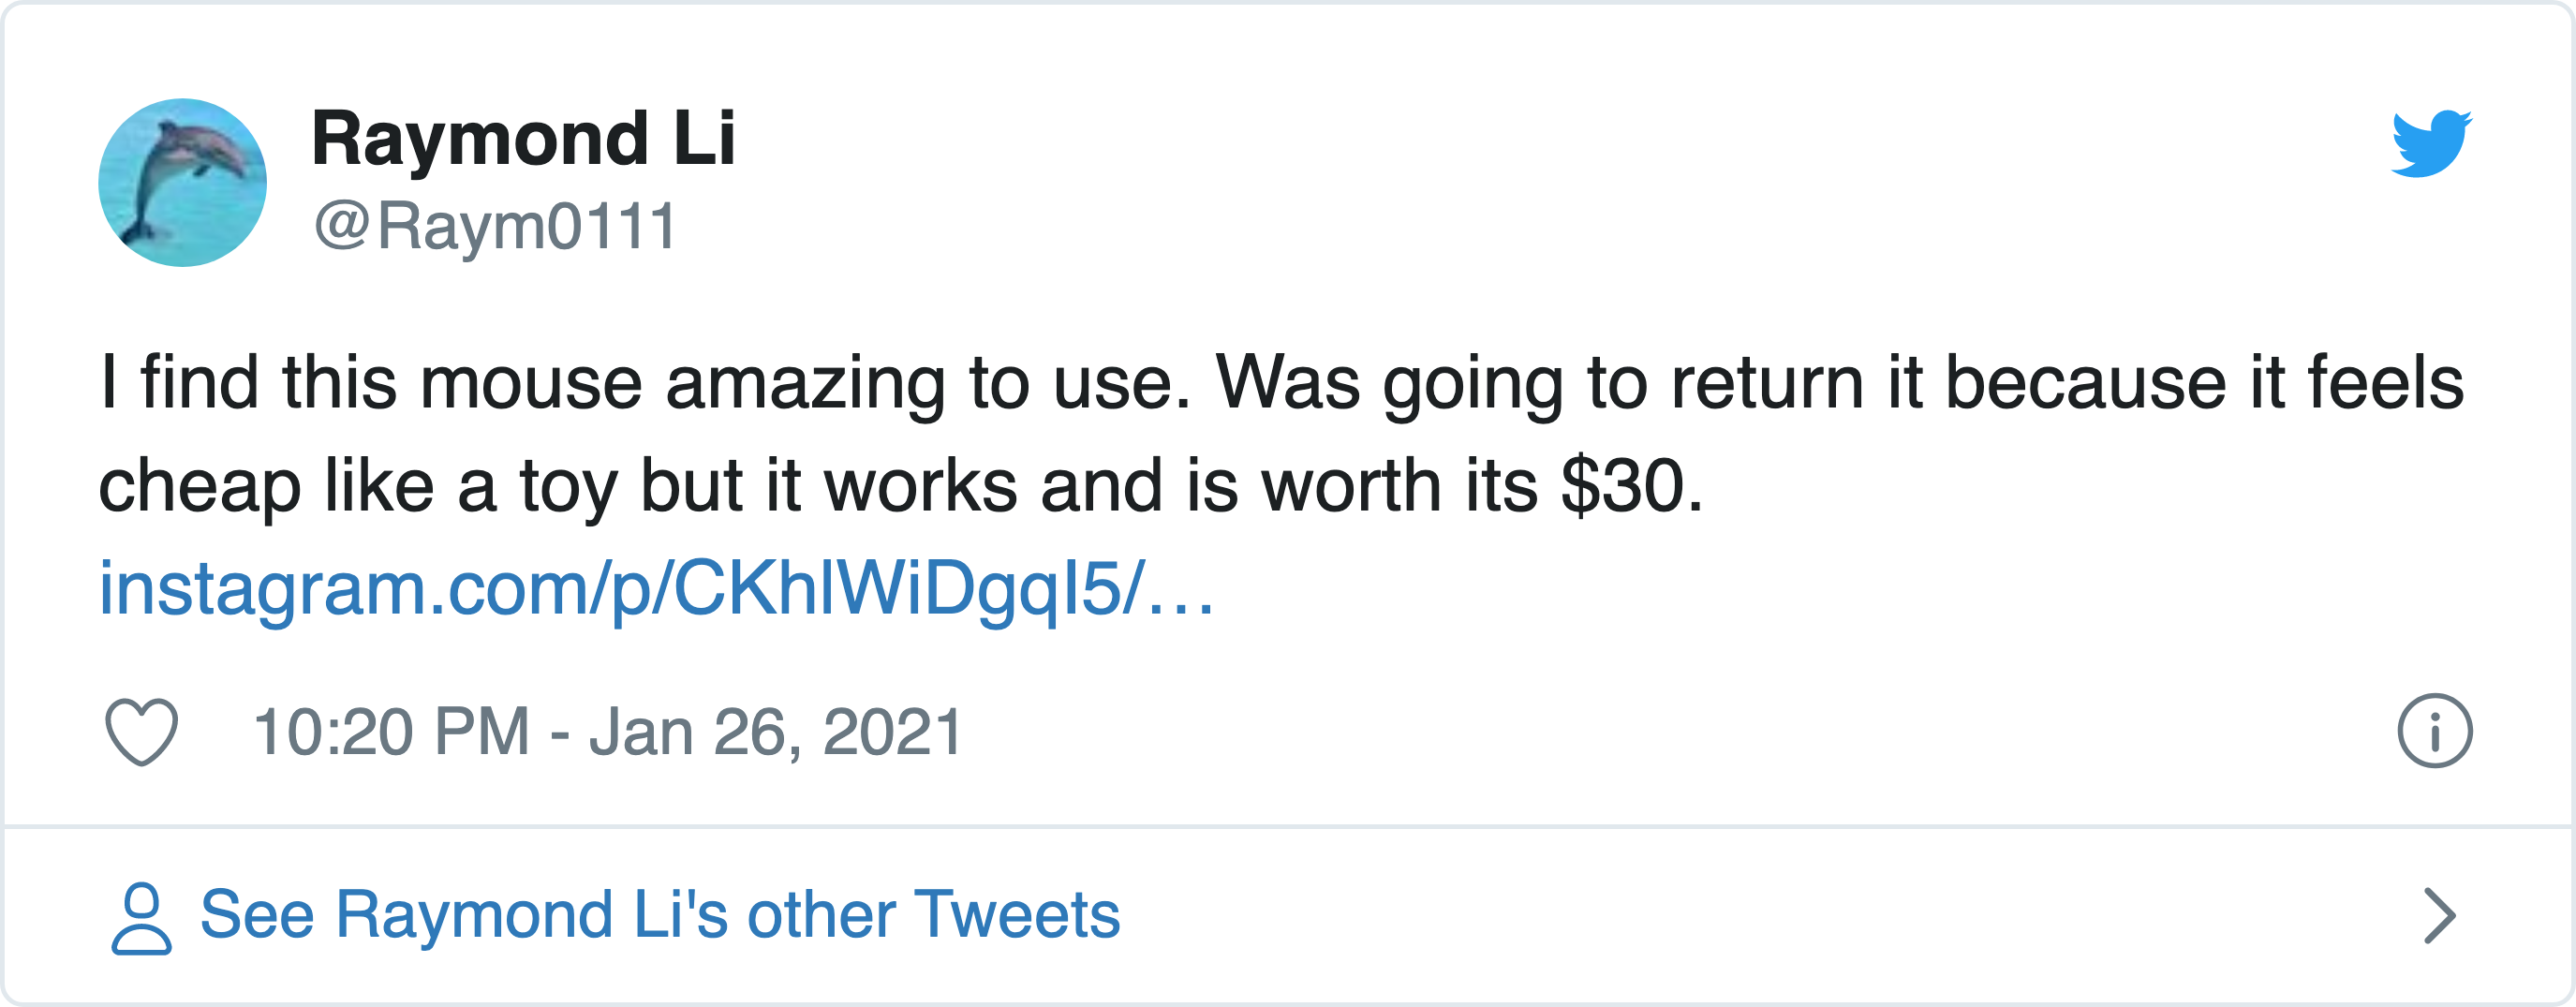 Raymond Li
@Raym0111
I find this mouse amazing to use. Was going to return it because it feels
cheap like a toy but it works and is worth its $30.
instagram.com/p/CKhlWiDgql5/…
10:20 PM - Jan 26, 2021
See Raymond Li's other Tweets